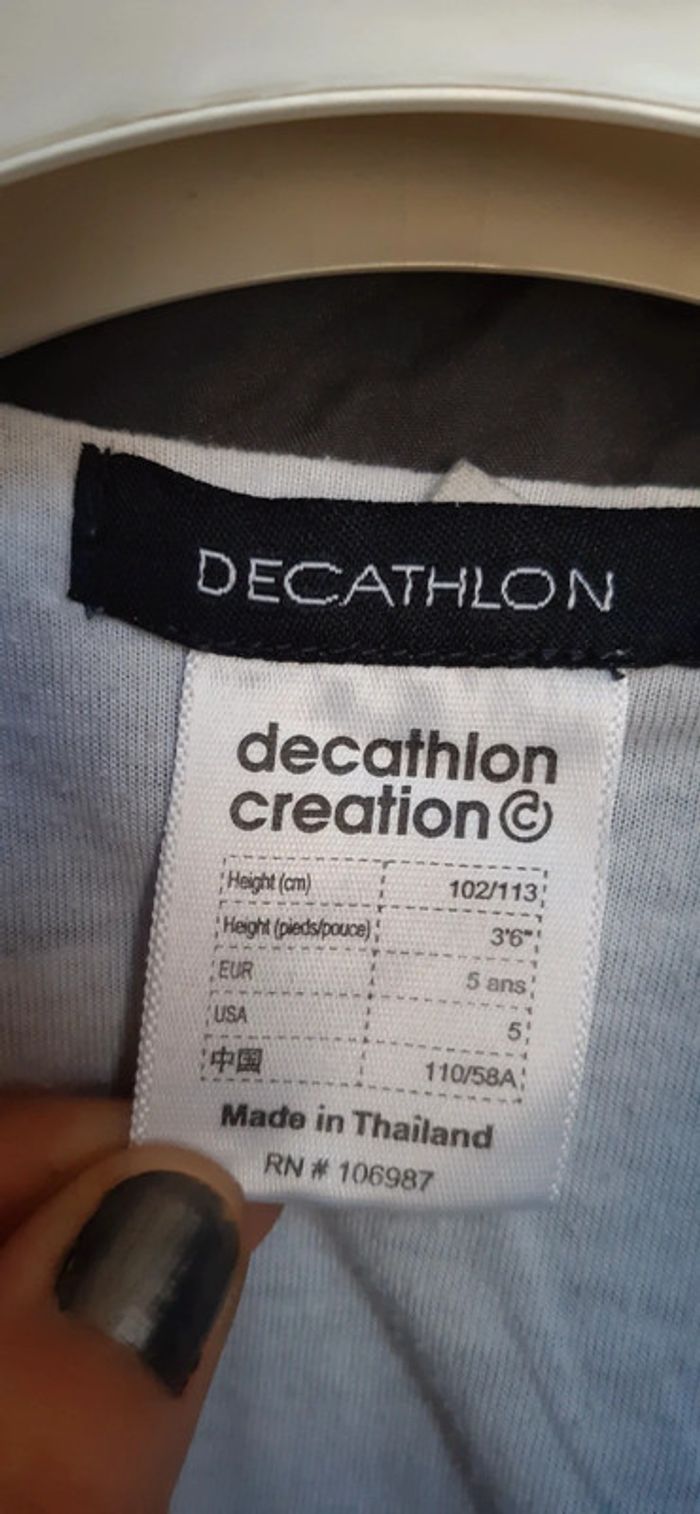 DECATHLON
decathlon
creation©
Height (cm) 102/113
Height (pieds/pouce) 3'6"
EUR 5 ans
USA 5
中国 110/58A
Made in Thailand
RN # 106987